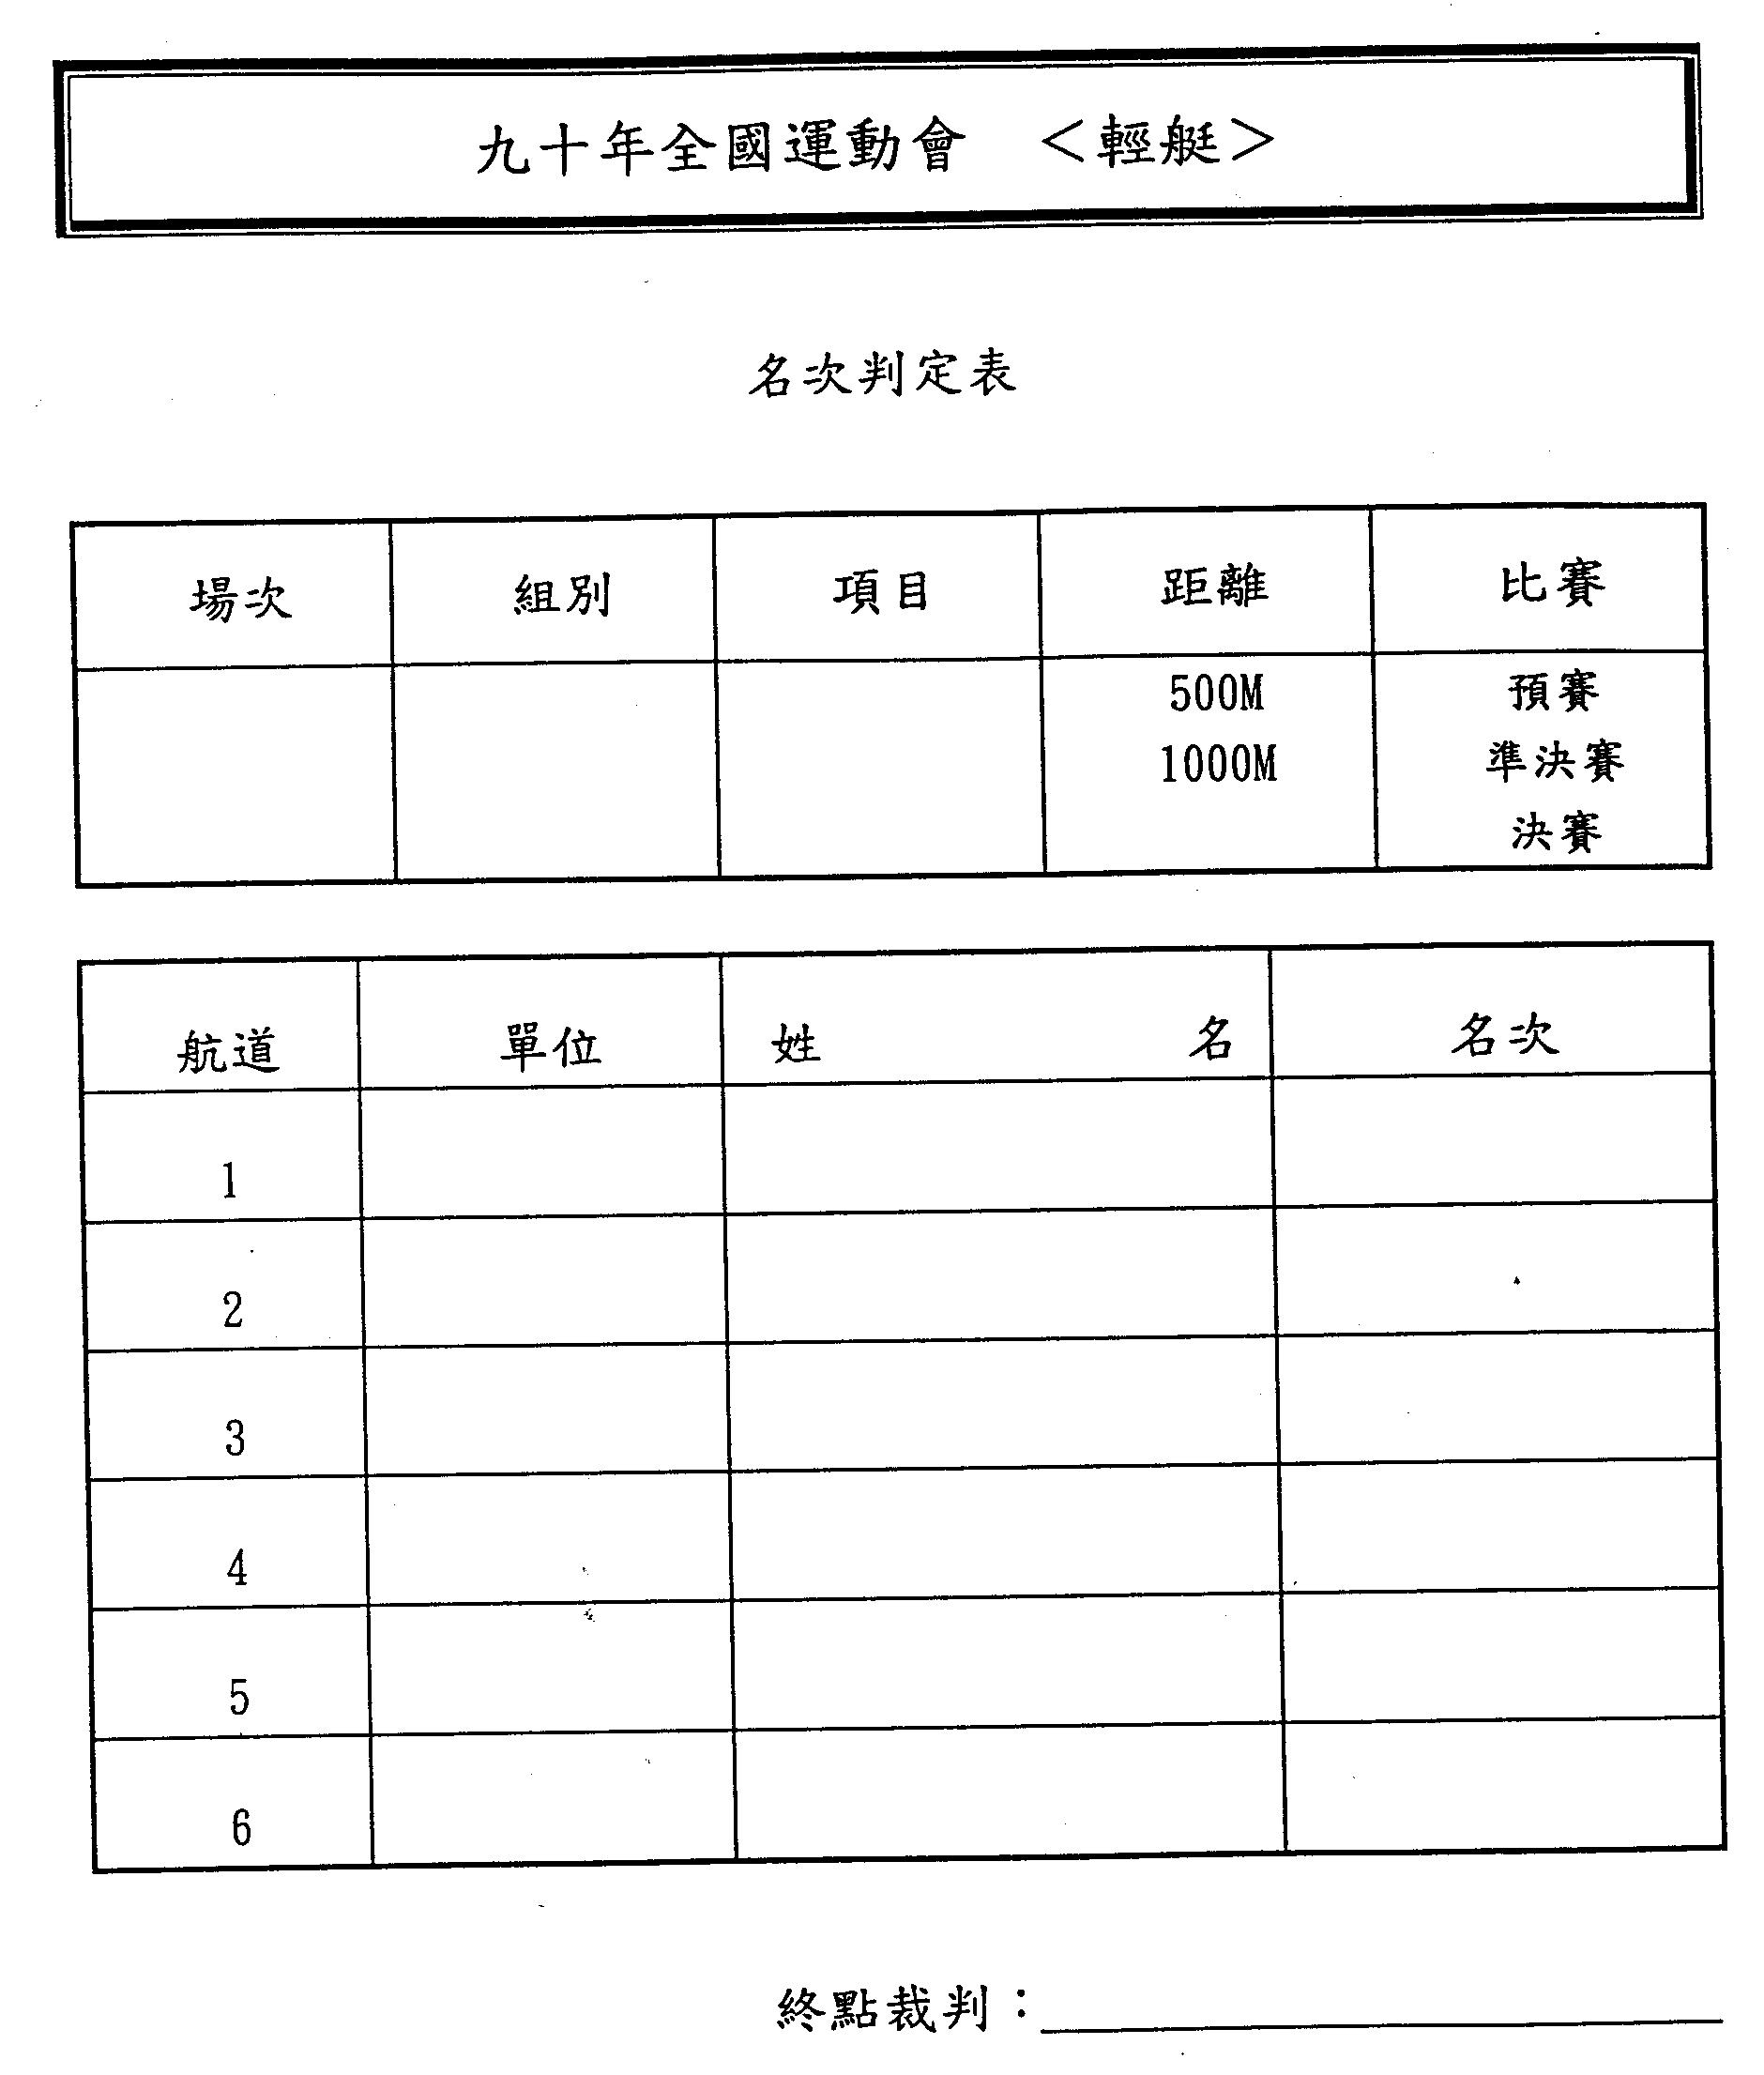 九十年全國運動會　＜輕艇＞
名次判定表
場次 組別 項目 距離 比賽
500M 預賽
1000M 準決賽
決賽
航道 單位 姓 名 名次
1
2
3
4
5
6
終點裁判：